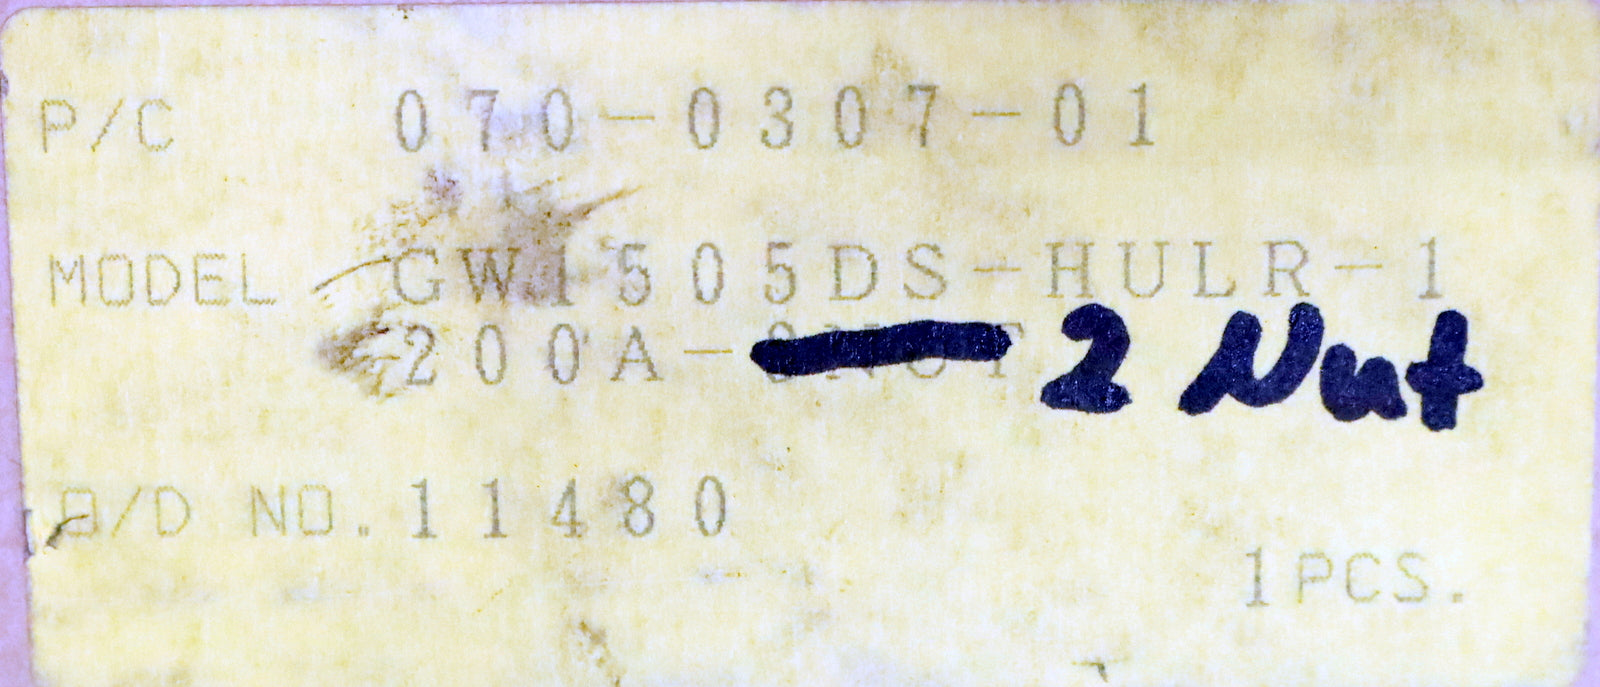 P/C 070-0307-01
MODEL GW1505DS-HULR-1
200A- 2 Nut
B/D NO. 11480
1PCS.